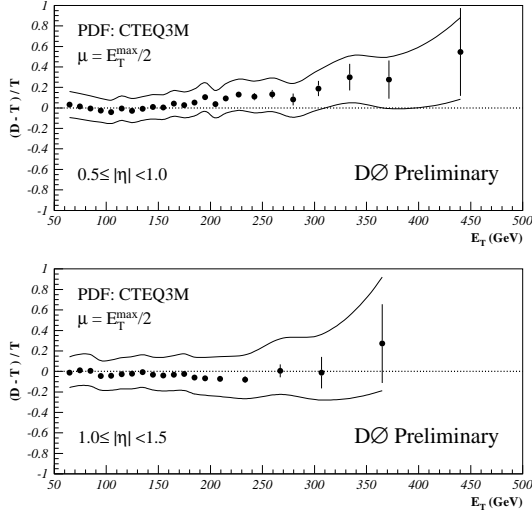 PDF: CTEQ3M
μ = E_T^max/2
(D - T) / T
1
0.8
0.6
0.4
0.2
0
-0.2
-0.4
-0.6
-0.8
-1
0.5≤ |η| <1.0
DØ Preliminary
50 100 150 200 250 300 350 400 450 500
E_T (GeV)
PDF: CTEQ3M
μ = E_T^max/2
(D - T) / T
1
0.8
0.6
0.4
0.2
0
-0.2
-0.4
-0.6
-0.8
-1
1.0≤ |η| <1.5
DØ Preliminary
50 100 150 200 250 300 350 400 450 500
E_T (GeV)